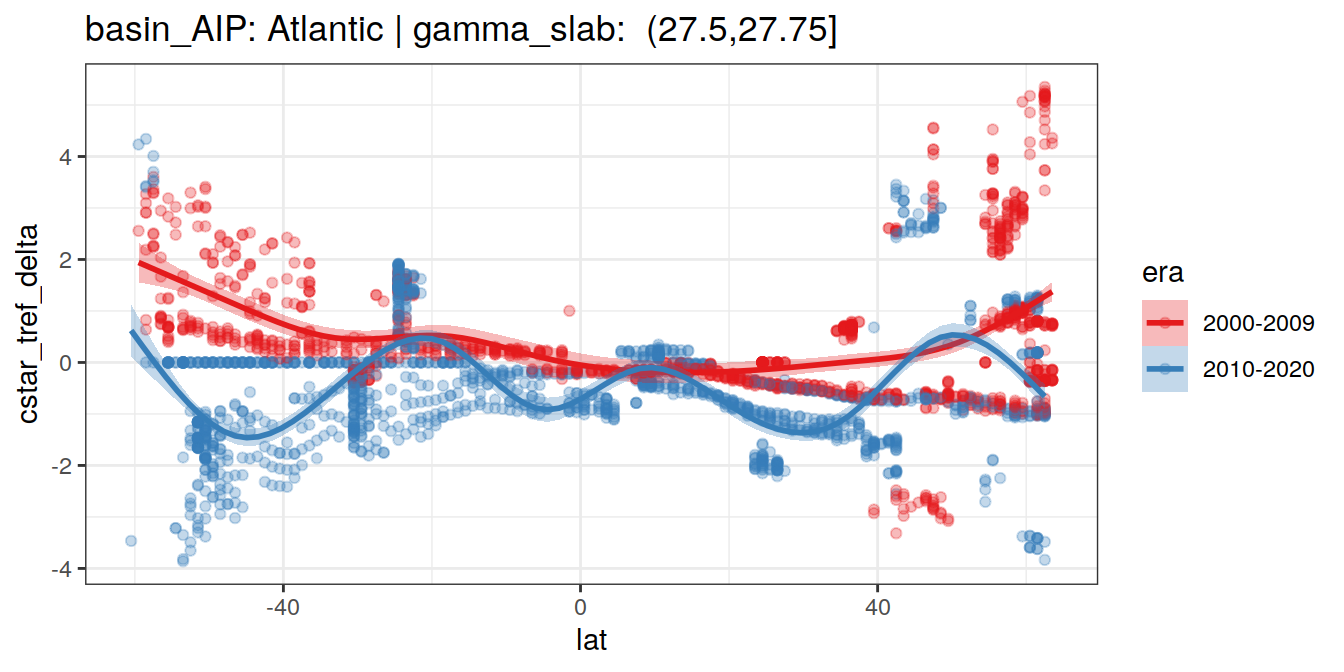 basin_AIP: Atlantic | gamma_slab:  (27.5,27.75]
cstar_tref_delta
4
2
0
-2
-4
-40
0
40
lat
era
2000-2009
2010-2020